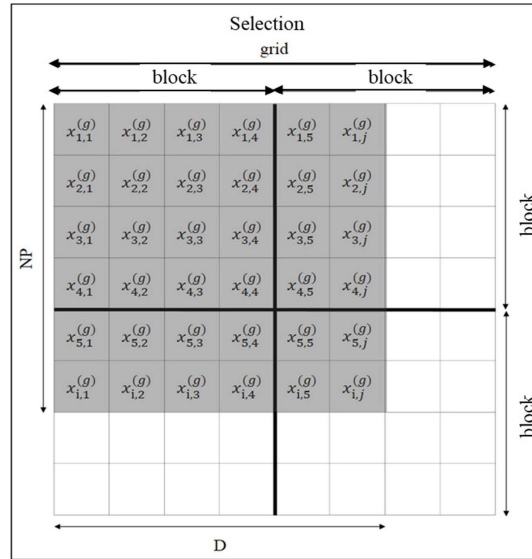 Selection
grid
block block
x_{1,1}^{(g)} x_{1,2}^{(g)} x_{1,3}^{(g)} x_{1,4}^{(g)} x_{1,5}^{(g)} x_{1,j}^{(g)}
x_{2,1}^{(g)} x_{2,2}^{(g)} x_{2,3}^{(g)} x_{2,4}^{(g)} x_{2,5}^{(g)} x_{2,j}^{(g)}
x_{3,1}^{(g)} x_{3,2}^{(g)} x_{3,3}^{(g)} x_{3,4}^{(g)} x_{3,5}^{(g)} x_{3,j}^{(g)}
x_{4,1}^{(g)} x_{4,2}^{(g)} x_{4,3}^{(g)} x_{4,4}^{(g)} x_{4,5}^{(g)} x_{4,j}^{(g)}
x_{5,1}^{(g)} x_{5,2}^{(g)} x_{5,3}^{(g)} x_{5,4}^{(g)} x_{5,5}^{(g)} x_{5,j}^{(g)}
x_{i,1}^{(g)} x_{i,2}^{(g)} x_{i,3}^{(g)} x_{i,4}^{(g)} x_{i,5}^{(g)} x_{i,j}^{(g)}
NP
block
block
D